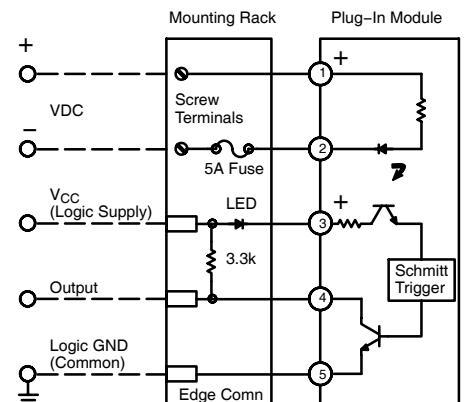 Mounting Rack
Plug-In Module
+
1
+
VDC
Screw
Terminals
–
2
5A Fuse
VCC
(Logic Supply)
LED
3
+
3.3k
Schmitt
Trigger
Output
4
Logic GND
(Common)
5
Edge Comn